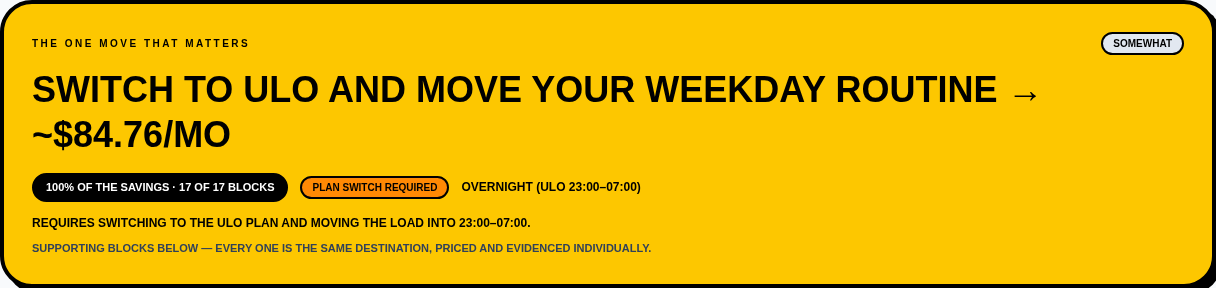 THE ONE MOVE THAT MATTERS
SOMEWHAT
SWITCH TO ULO AND MOVE YOUR WEEKDAY ROUTINE →
~$84.76/MO
100% OF THE SAVINGS · 17 OF 17 BLOCKS
PLAN SWITCH REQUIRED
OVERNIGHT (ULO 23:00–07:00)
REQUIRES SWITCHING TO THE ULO PLAN AND MOVING THE LOAD INTO 23:00–07:00.
SUPPORTING BLOCKS BELOW — EVERY ONE IS THE SAME DESTINATION, PRICED AND EVIDENCED INDIVIDUALLY.